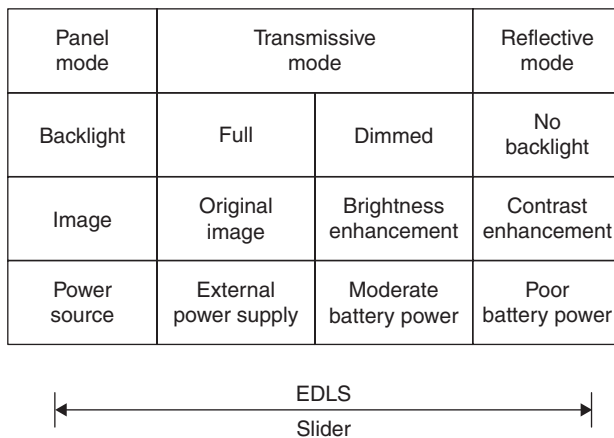 Panel
mode
Transmissive
mode
Reflective
mode
Backlight
Full
Dimmed
No
backlight
Image
Original
image
Brightness
enhancement
Contrast
enhancement
Power
source
External
power supply
Moderate
battery power
Poor
battery power
EDLS
Slider